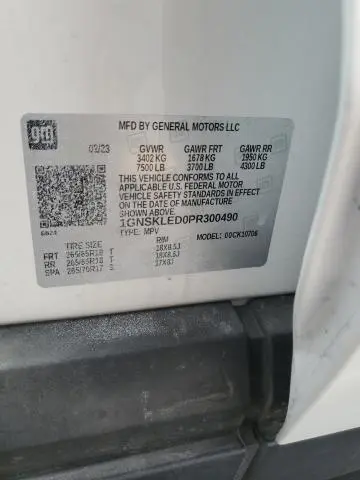 gm
MFD BY GENERAL MOTORS LLC
02/23 GVWR GAWR FRT GAWR RR
3402 KG 1678 KG 1950 KG
7500 LB 3700 LB 4300 LB
THIS VEHICLE CONFORMS TO ALL
APPLICABLE U.S. FEDERAL MOTOR
VEHICLE SAFETY STANDARDS IN
EFFECT ON THE DATE OF
MANUFACTURE SHOWN ABOVE.
1GNSKLED0PR300490
TYPE: MPV 00CK10706
TIRE SIZE RIM
FRT 265/65R18 T 18X8.5J
RR 265/65R18 T 18X8.5J
SPA 265/70R17 S 17X8J